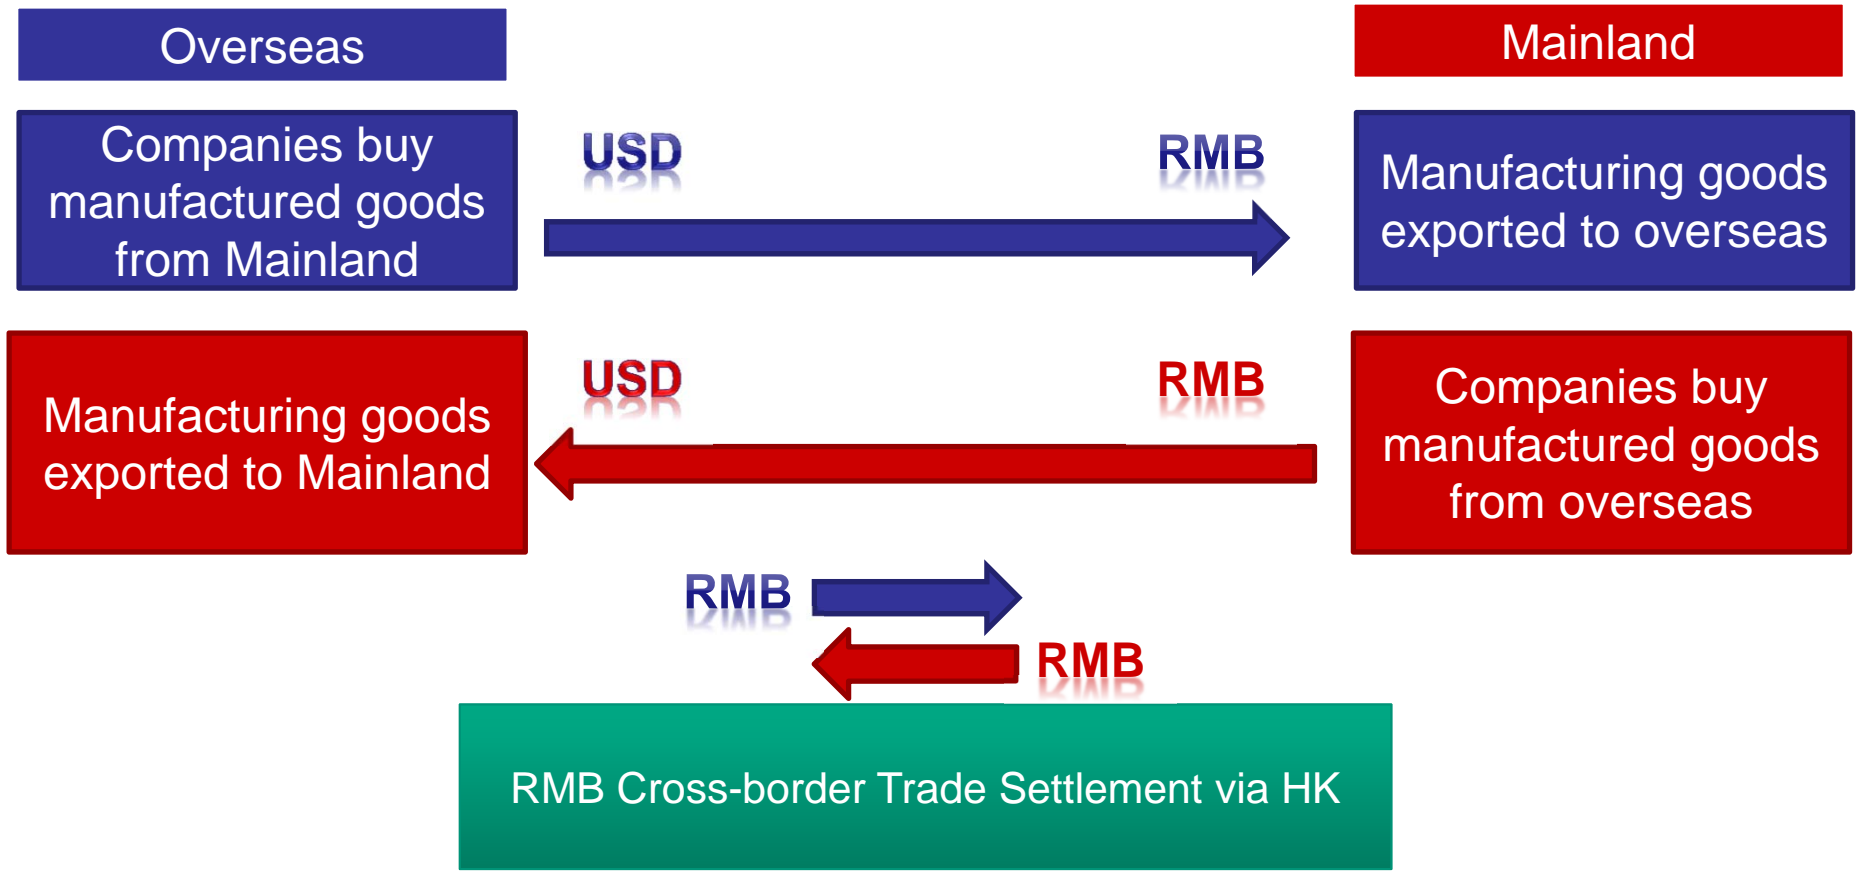 Overseas
Mainland
Companies buy
manufactured goods
from Mainland
USD
RMB
Manufacturing goods
exported to overseas
Manufacturing goods
exported to Mainland
USD
RMB
Companies buy
manufactured goods
from overseas
RMB
RMB
RMB Cross-border Trade Settlement via HK